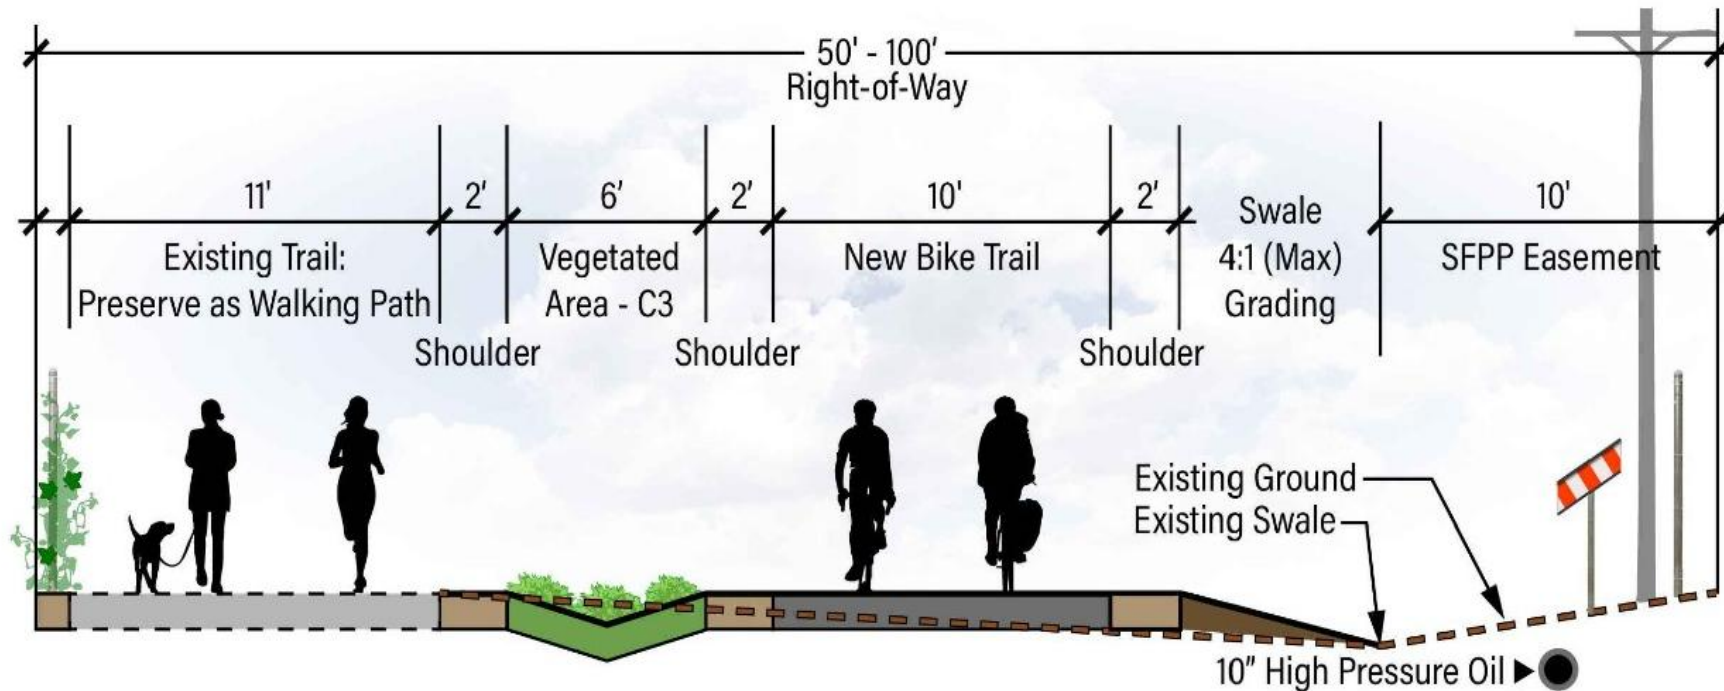 50' - 100'
Right-of-Way
11'
2'
6'
2'
10'
2'
10'
Existing Trail:
Preserve as Walking Path
Shoulder
Vegetated
Area - C3
Shoulder
New Bike Trail
Shoulder
Swale
4:1 (Max)
Grading
SFPP Easement
Existing Ground
Existing Swale
10" High Pressure Oil